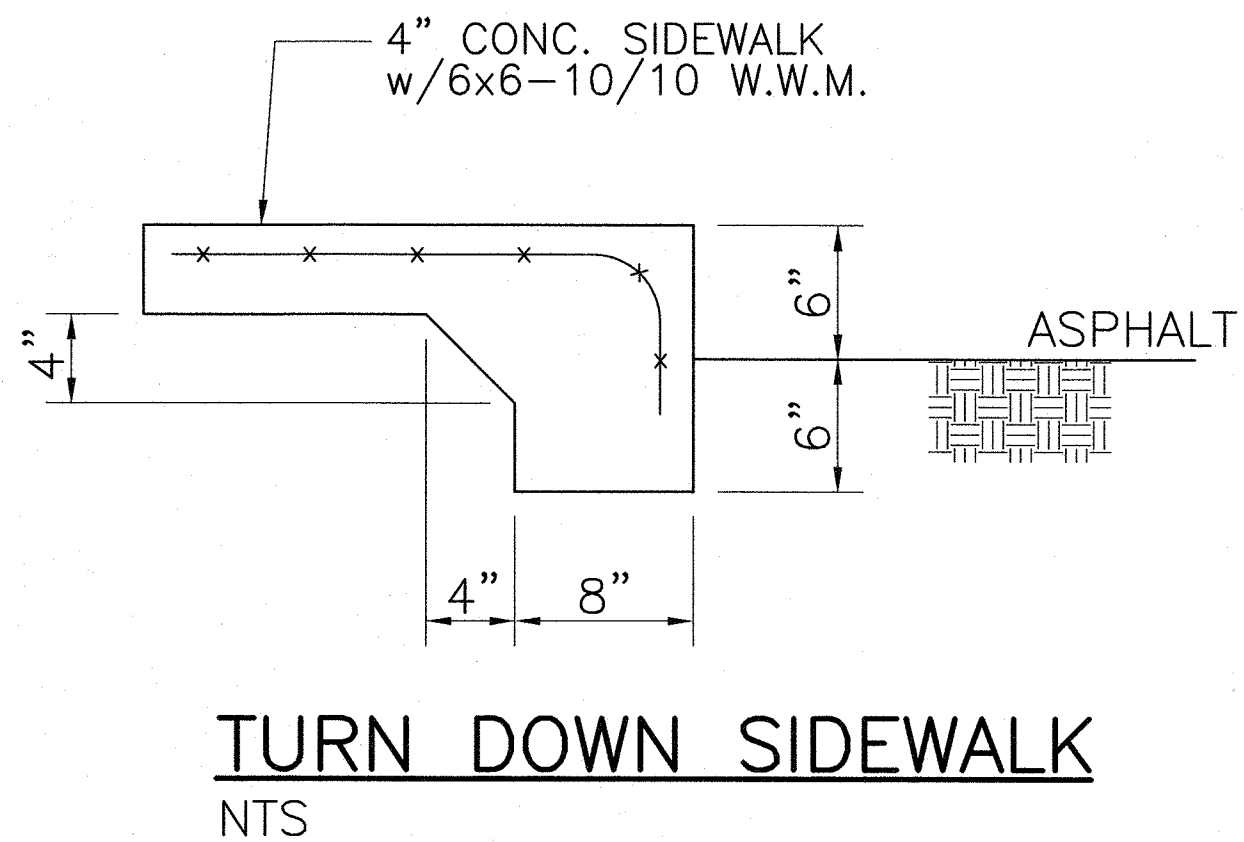 4” CONC. SIDEWALK
w/6x6–10/10 W.W.M.
6”
ASPHALT
4”
6”
4”
8”
TURN DOWN SIDEWALK
NTS